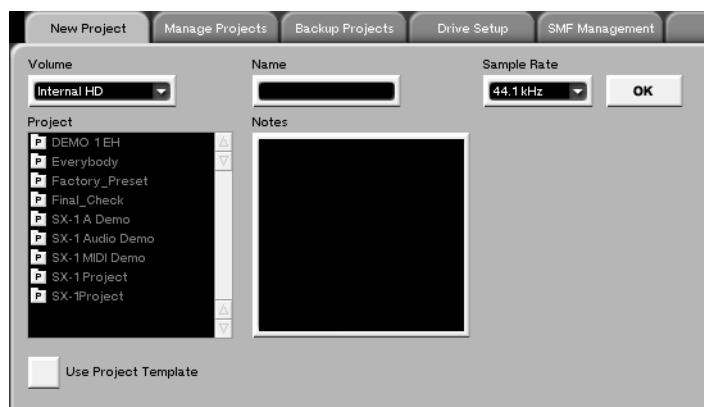 New Project Manage Projects Backup Projects Drive Setup SMF Management
Volume Name Sample Rate
Internal HD 44.1 kHz OK
Project Notes
P DEMO 1 EH
P Everybody
P Factory_Preset
P Final_Check
P SX-1 A Demo
P SX-1 Audio Demo
P SX-1 MIDI Demo
P SX-1 Project
P SX-1Project
Use Project Template